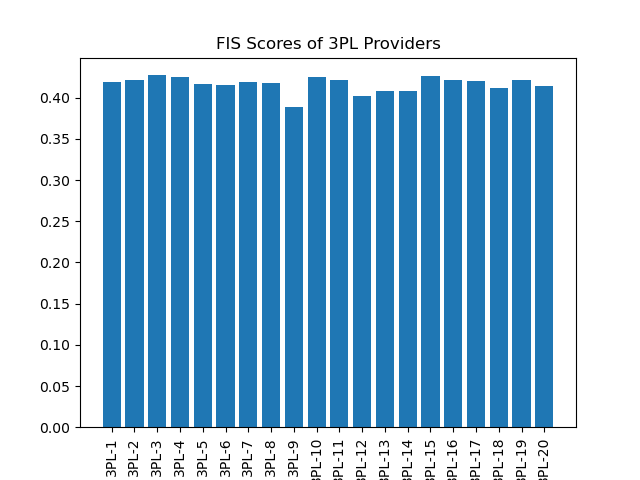 FIS Scores of 3PL Providers
0.40
0.35
0.30
0.25
0.20
0.15
0.10
0.05
0.00
3PL-1
3PL-2
3PL-3
3PL-4
3PL-5
3PL-6
3PL-7
3PL-8
3PL-9
3PL-10
3PL-11
3PL-12
3PL-13
3PL-14
3PL-15
3PL-16
3PL-17
3PL-18
3PL-19
3PL-20